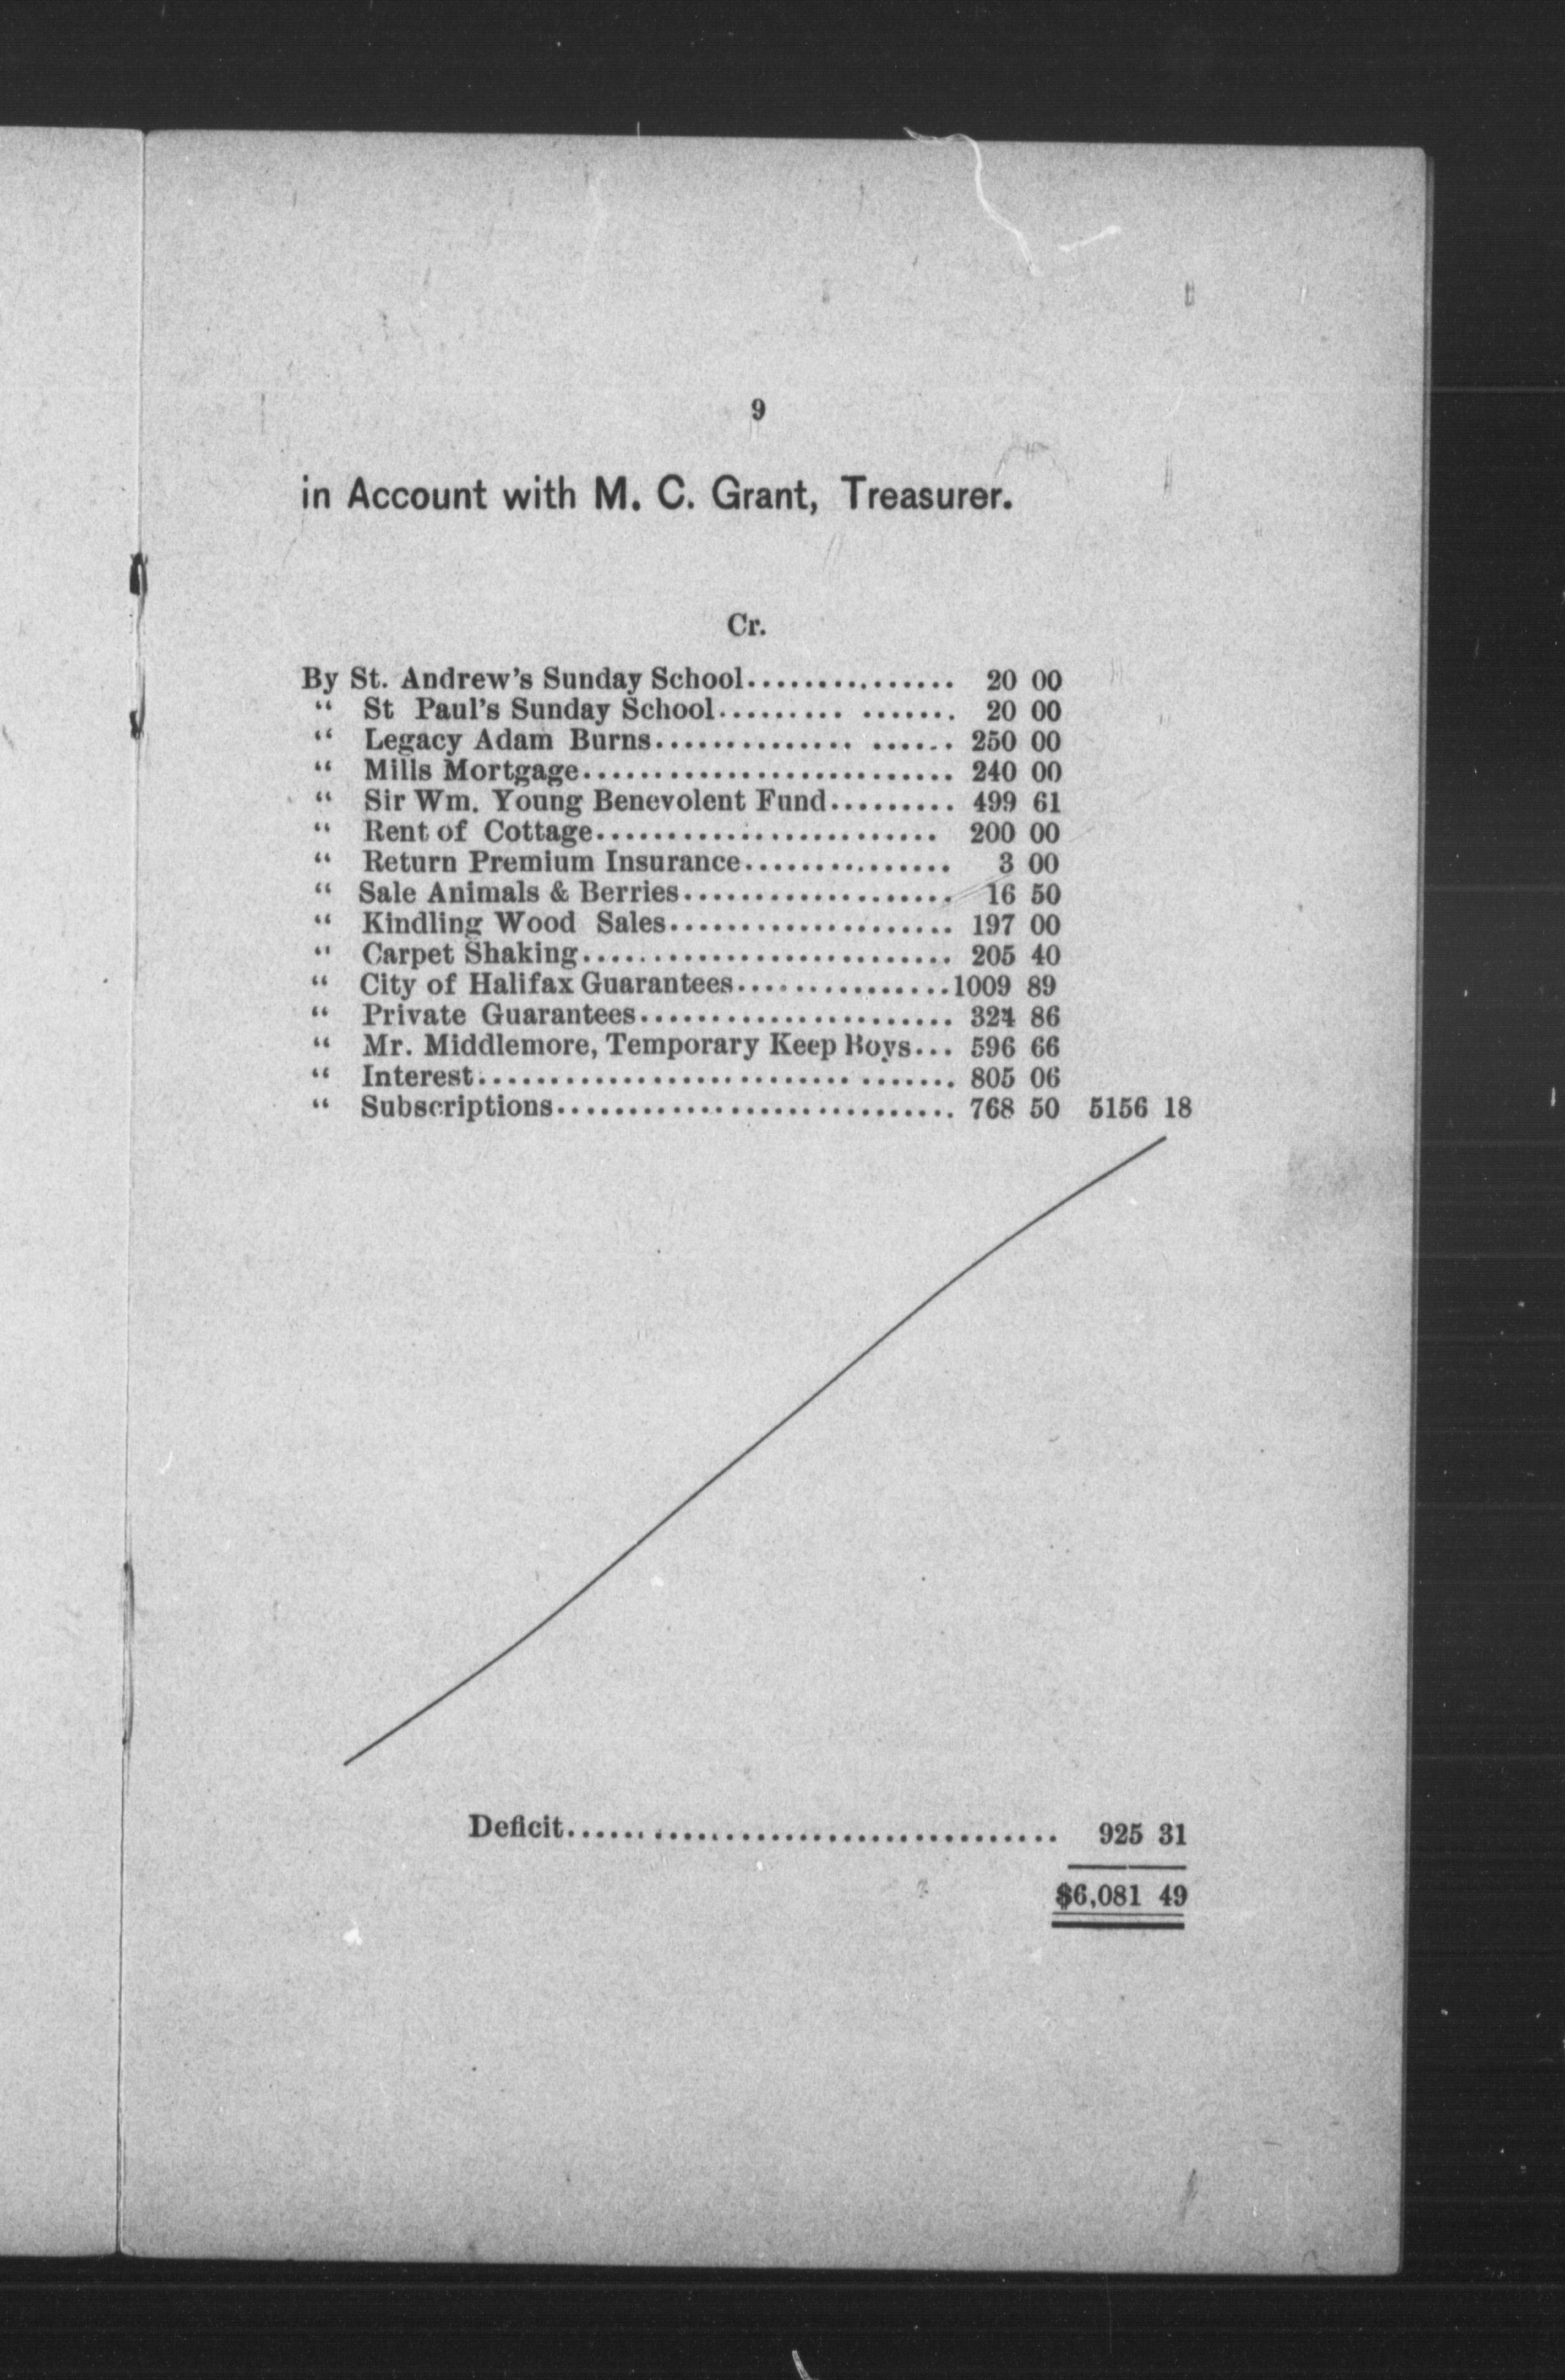 9
in Account with M. C. Grant, Treasurer.
Cr.
By St. Andrew's Sunday School............... 20 00
“ St Paul's Sunday School......... ....... 20 00
“ Legacy Adam Burns.............. ...... 250 00
“ Mills Mortgage.......................... 240 00
“ Sir Wm. Young Benevolent Fund......... 499 61
“ Rent of Cottage........................ 200 00
“ Return Premium Insurance............... 3 00
“ Sale Animals & Berries................... 16 50
“ Kindling Wood Sales.................... 197 00
“ Carpet Shaking.......................... 205 40
“ City of Halifax Guarantees...............1009 89
“ Private Guarantees...................... 324 86
“ Mr. Middlemore, Temporary Keep Boys... 596 66
“ Interest.......................... ....... 805 06
“ Subscriptions............................ 768 50 5156 18
Deficit.................................. 925 31
$6,081 49